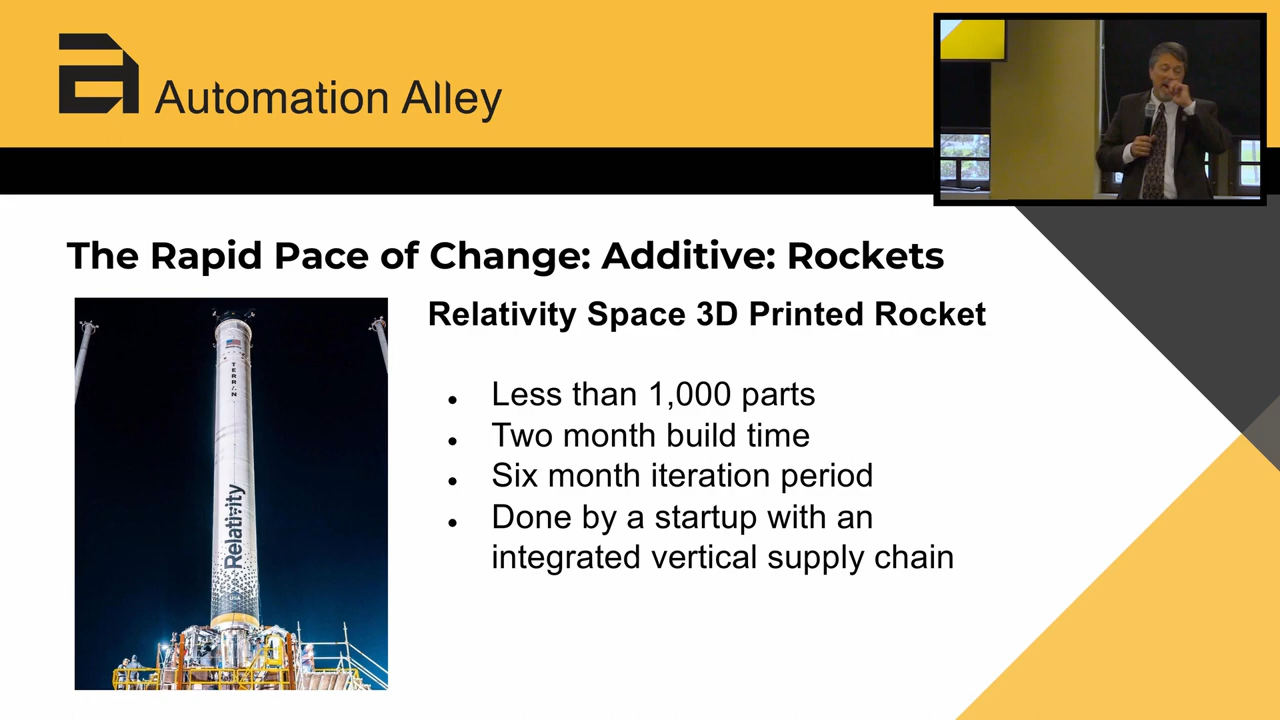 Automation Alley
The Rapid Pace of Change: Additive: Rockets
Relativity Space 3D Printed Rocket
Less than 1,000 parts
Two month build time
Six month iteration period
Done by a startup with an
integrated vertical supply chain
TERRAN
Relativity
USA